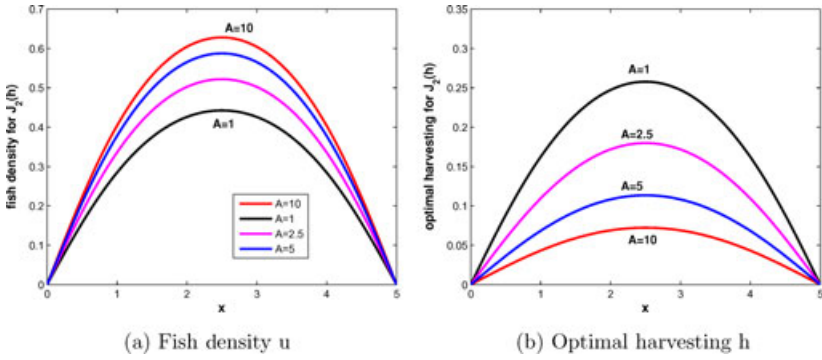 0.7
0.6
0.5
0.4
0.3
0.2
0.1
0
fish density for J₂(h)
A=10
A=1
A=10
A=1
A=2.5
A=5
0 1 2 3 4 5
x
(a) Fish density u
0.35
0.3
0.25
0.2
0.15
0.1
0.05
0
optimal harvesting for J₂(h)
A=1
A=2.5
A=5
A=10
0 1 2 3 4 5
x
(b) Optimal harvesting h